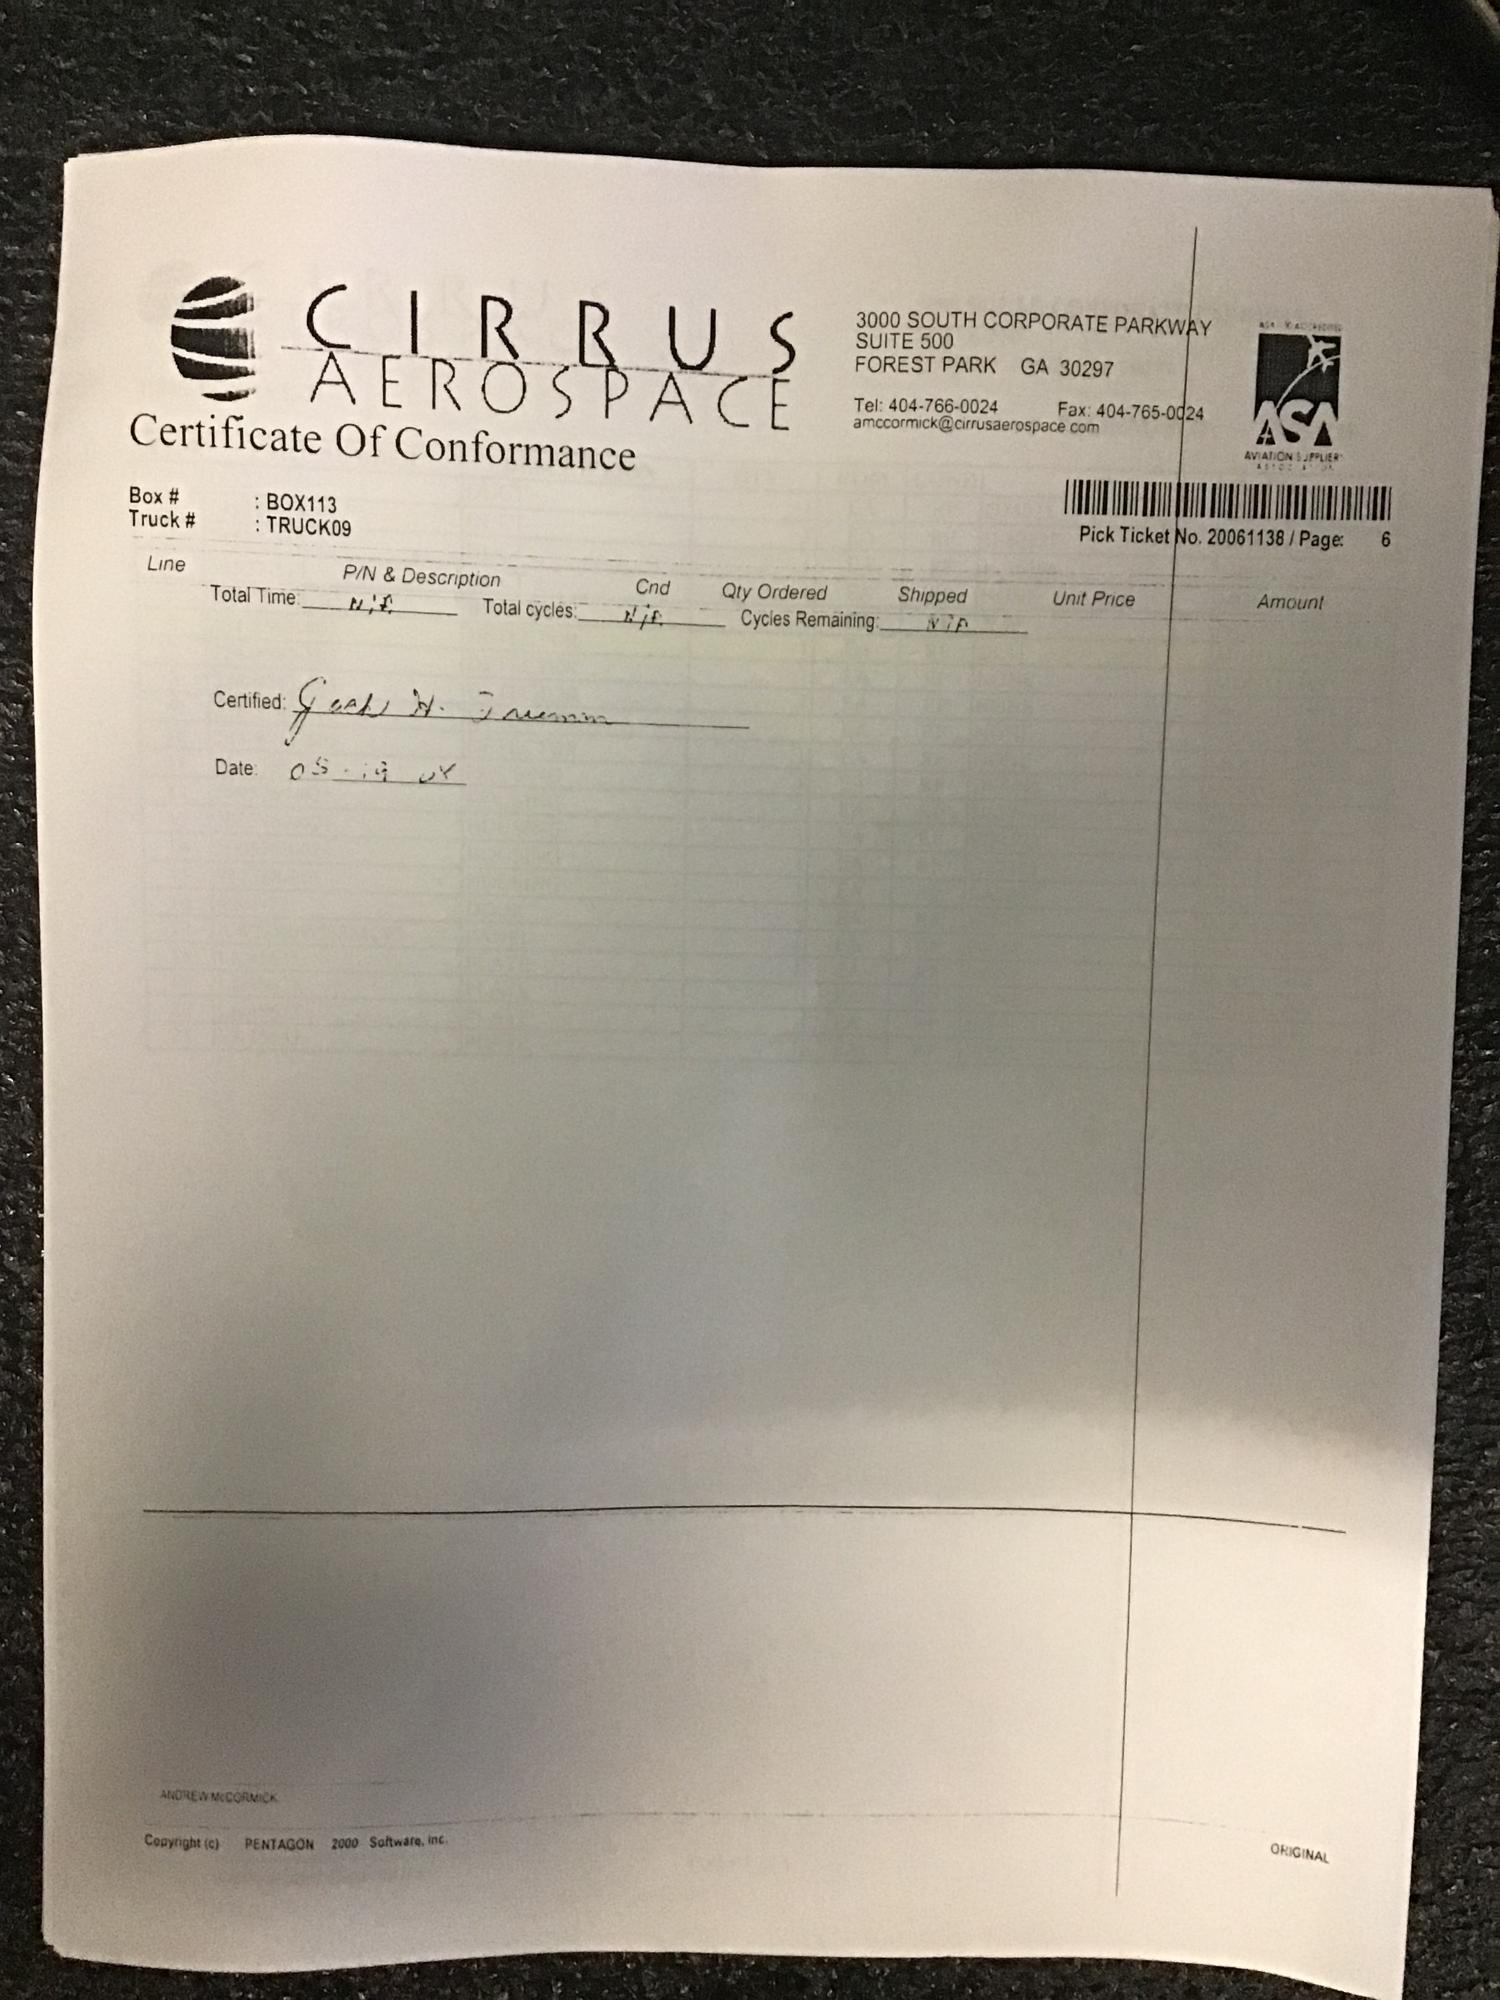 CIRRUS
AEROSPACE
Certificate Of Conformance
3000 SOUTH CORPORATE PARKWAY
SUITE 500
FOREST PARK GA 30297
Tel: 404-766-0024 Fax: 404-765-0024
amccormick@cirrusaerospace.com
ASA
AVIATION SUPPLIER
Box # : BOX113
Truck # : TRUCK09
Pick Ticket No. 20061138 / Page: 6
Line P/N & Description Cnd Qty Ordered Shipped Unit Price Amount
Total Time: N/A Total cycles: N/A Cycles Remaining: N/A
Certified: H.
Date:
ANDREW McCORMICK
Copyright (c) PENTAGON 2000 Software, Inc.
ORIGINAL